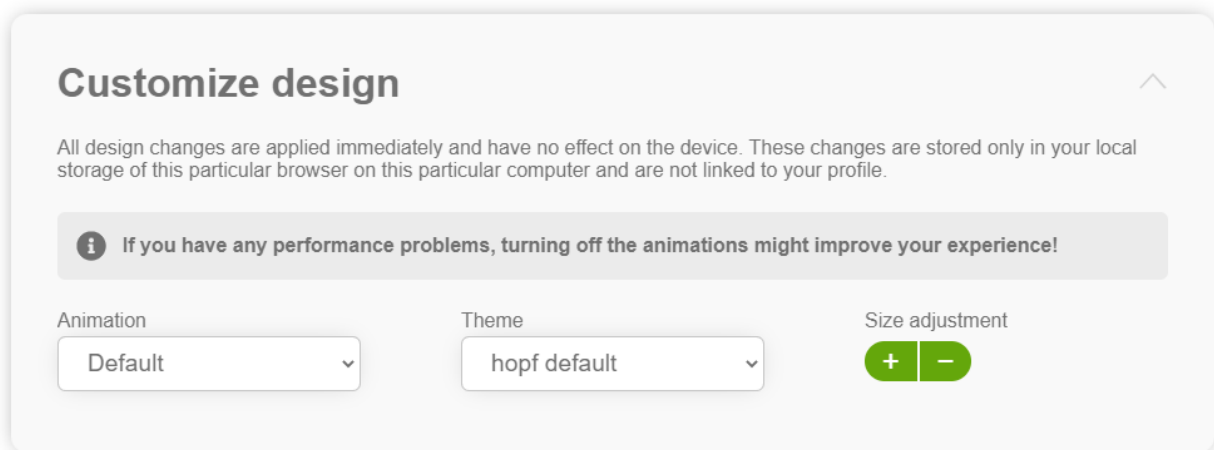 Customize design
All design changes are applied immediately and have no effect on the device. These changes are stored only in your local
storage of this particular browser on this particular computer and are not linked to your profile.
If you have any performance problems, turning off the animations might improve your experience!
Animation
Theme
Size adjustment
Default
hopf default
+
−